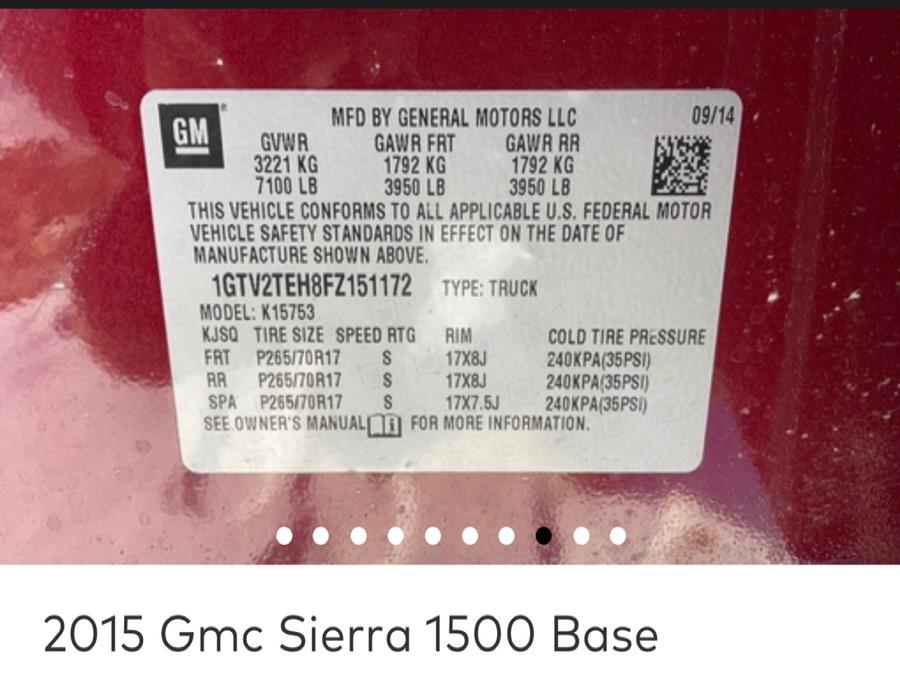 GM
MFD BY GENERAL MOTORS LLC 09/14
GVWR GAWR FRT GAWR RR
3221 KG 1792 KG 1792 KG
7100 LB 3950 LB 3950 LB
THIS VEHICLE CONFORMS TO ALL APPLICABLE U.S. FEDERAL MOTOR
VEHICLE SAFETY STANDARDS IN EFFECT ON THE DATE OF
MANUFACTURE SHOWN ABOVE.
1GTV2TEH8FZ151172 TYPE: TRUCK
MODEL: K15753
KJSQ TIRE SIZE SPEED RTG RIM COLD TIRE PRESSURE
FRT P265/70R17 S 17X8J 240KPA(35PSI)
RR P265/70R17 S 17X8J 240KPA(35PSI)
SPA P265/70R17 S 17X7.5J 240KPA(35PSI)
SEE OWNER'S MANUAL FOR MORE INFORMATION.
2015 Gmc Sierra 1500 Base